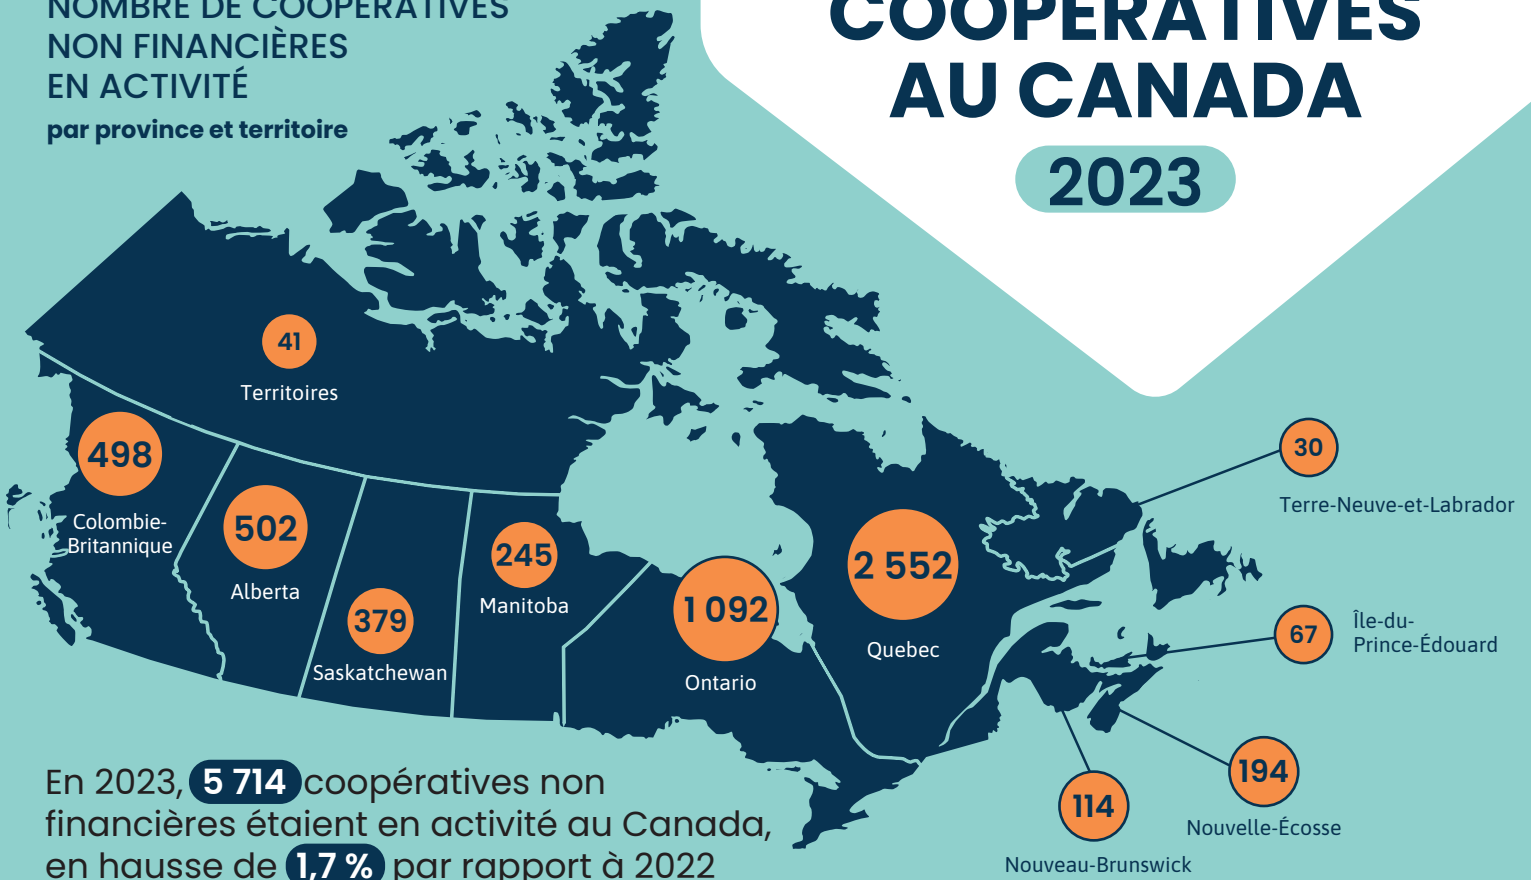 NOMBRE DE COOPÉRATIVES
NON FINANCIÈRES
EN ACTIVITÉ
par province et territoire
COOPÉRATIVES
AU CANADA
2023
41
Territoires
498
Colombie-
Britannique
502
Alberta
379
Saskatchewan
245
Manitoba
1 092
Ontario
2 552
Quebec
30
Terre-Neuve-et-Labrador
67
Île-du-
Prince-Édouard
194
Nouvelle-Écosse
114
Nouveau-Brunswick
En 2023, 5 714 coopératives non
financières étaient en activité au Canada,
en hausse de 1,7 % par rapport à 2022